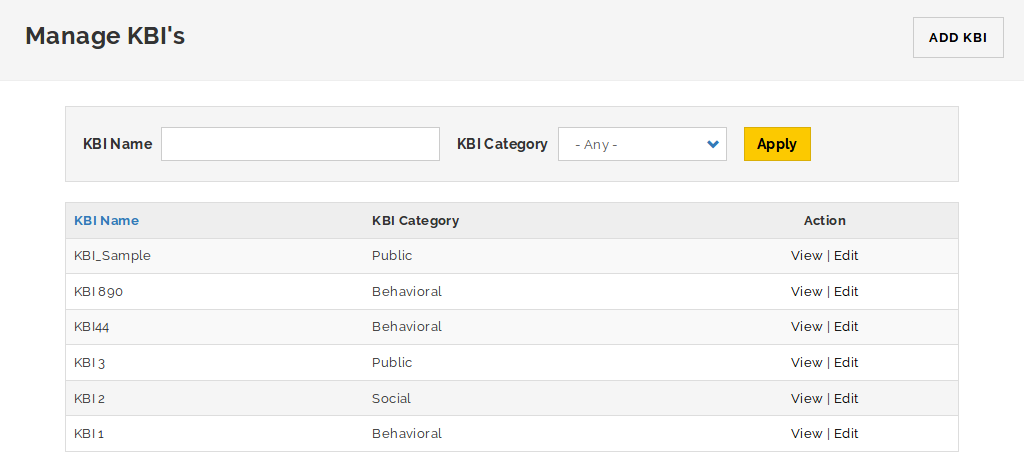 Manage KBI's
ADD KBI
KBI Name
KBI Category - Any - Apply
KBI Name KBI Category Action
KBI_Sample Public View | Edit
KBI 890 Behavioral View | Edit
KBI44 Behavioral View | Edit
KBI 3 Public View | Edit
KBI 2 Social View | Edit
KBI 1 Behavioral View | Edit